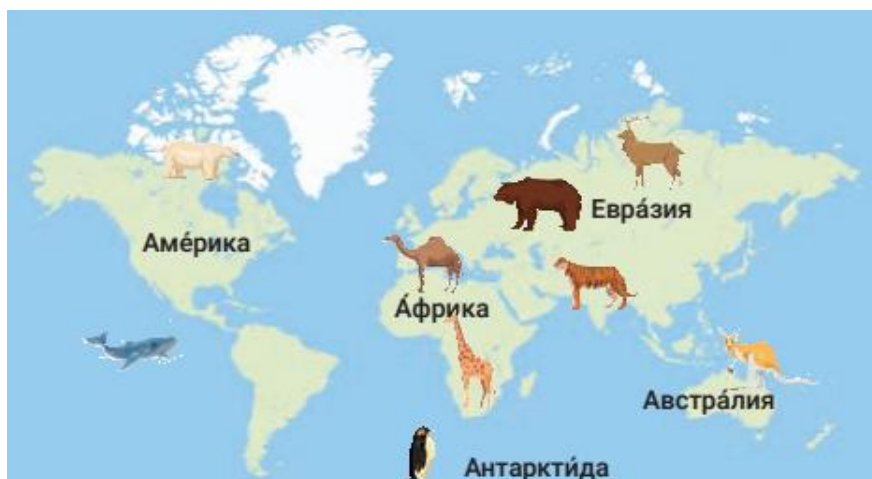 Евра́зия
Аме́рика
А́фрика
Австра́лия
Антаркти́да